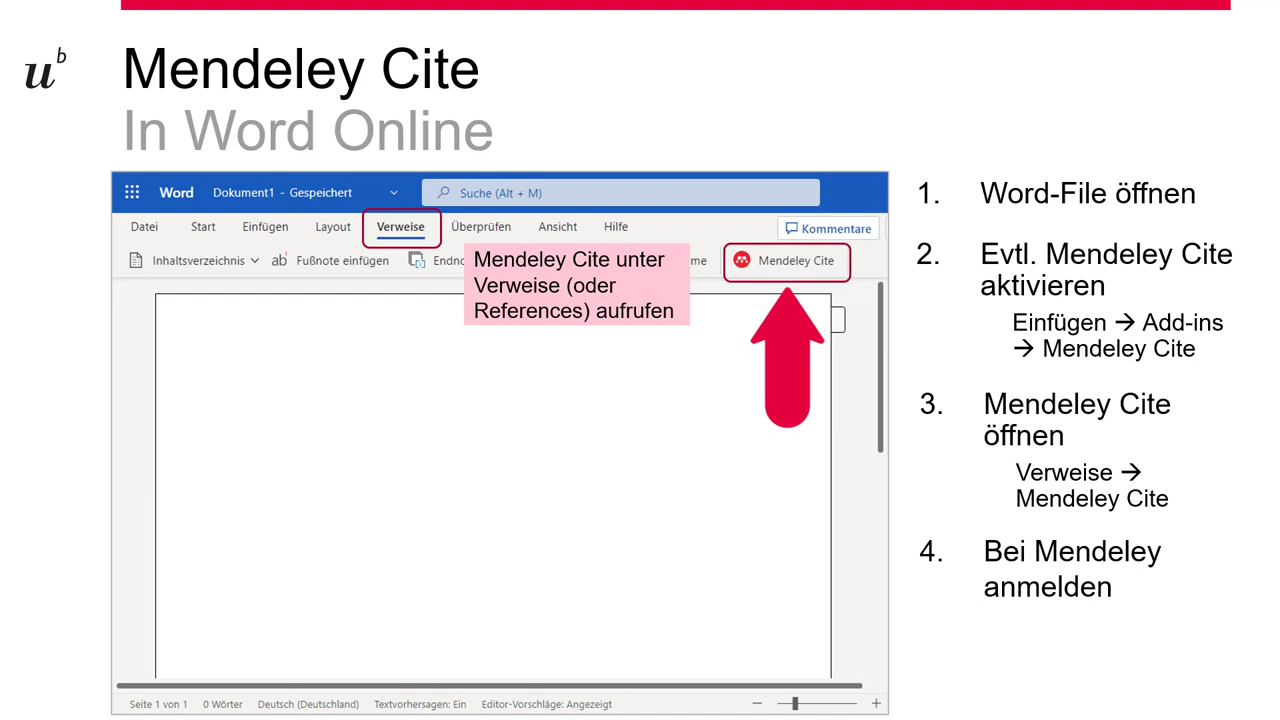 u b
Mendeley Cite
In Word Online
Word Dokument1 - Gespeichert Suche (Alt + M)
Datei Start Einfügen Layout Verweise Überprüfen Ansicht Hilfe Kommentare
Inhaltsverzeichnis ab Fußnote einfügen Mendeley Cite
Mendeley Cite unter
Verweise (oder
References) aufrufen
Seite 1 von 1 0 Wörter Deutsch (Deutschland) Textvorhersagen: Ein Editor-Vorschläge: Angezeigt
1. Word-File öffnen
2. Evtl. Mendeley Cite
aktivieren
Einfügen → Add-ins
→ Mendeley Cite
3. Mendeley Cite
öffnen
Verweise →
Mendeley Cite
4. Bei Mendeley
anmelden